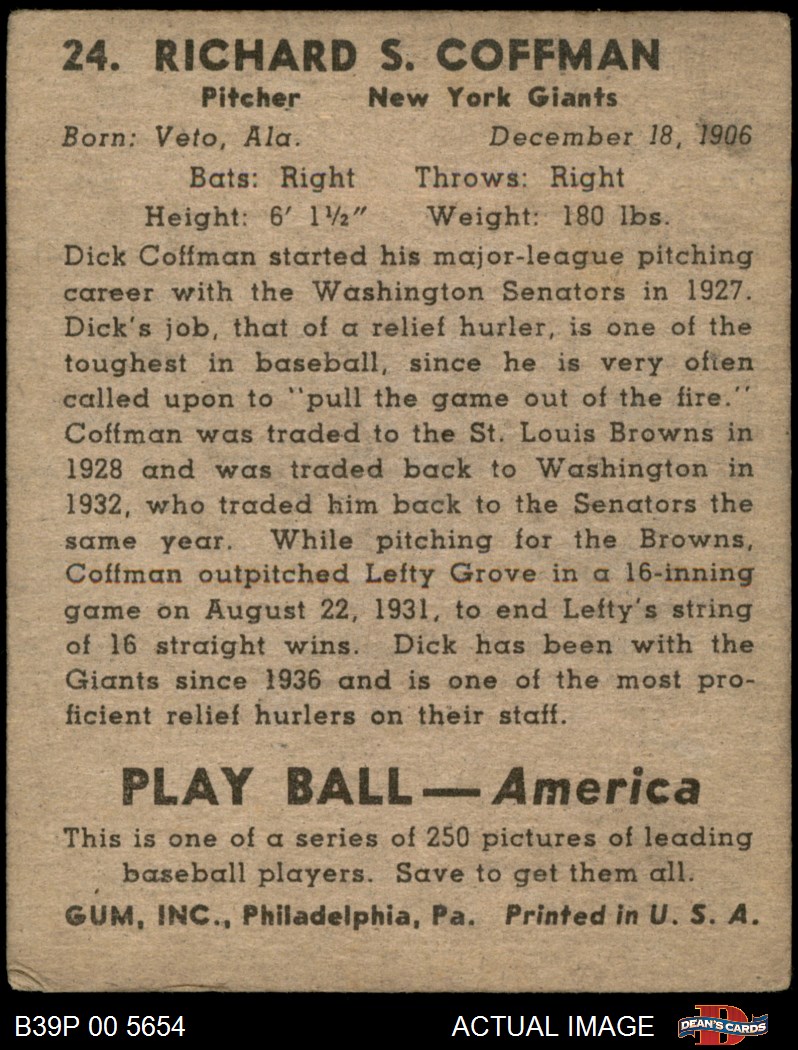 24. RICHARD S. COFFMAN
Pitcher New York Giants
Born: Veto, Ala. December 18, 1906
Bats: Right Throws: Right
Height: 6′ 1½″ Weight: 180 lbs.
Dick Coffman started his major-league pitching
career with the Washington Senators in 1927.
Dick's job, that of a relief hurler, is one of the
toughest in baseball, since he is very often
called upon to "pull the game out of the fire."
Coffman was traded to the St. Louis Browns in
1928 and was traded back to Washington in
1932, who traded him back to the Senators the
same year. While pitching for the Browns,
Coffman outpitched Lefty Grove in a 16-inning
game on August 22, 1931, to end Lefty's string
of 16 straight wins. Dick has been with the
Giants since 1936 and is one of the most pro-
ficient relief hurlers on their staff.
PLAY BALL—America
This is one of a series of 250 pictures of leading
baseball players. Save to get them all.
GUM, INC., Philadelphia, Pa. Printed in U. S. A.
B39P 00 5654 ACTUAL IMAGE D DEAN'S CARDS